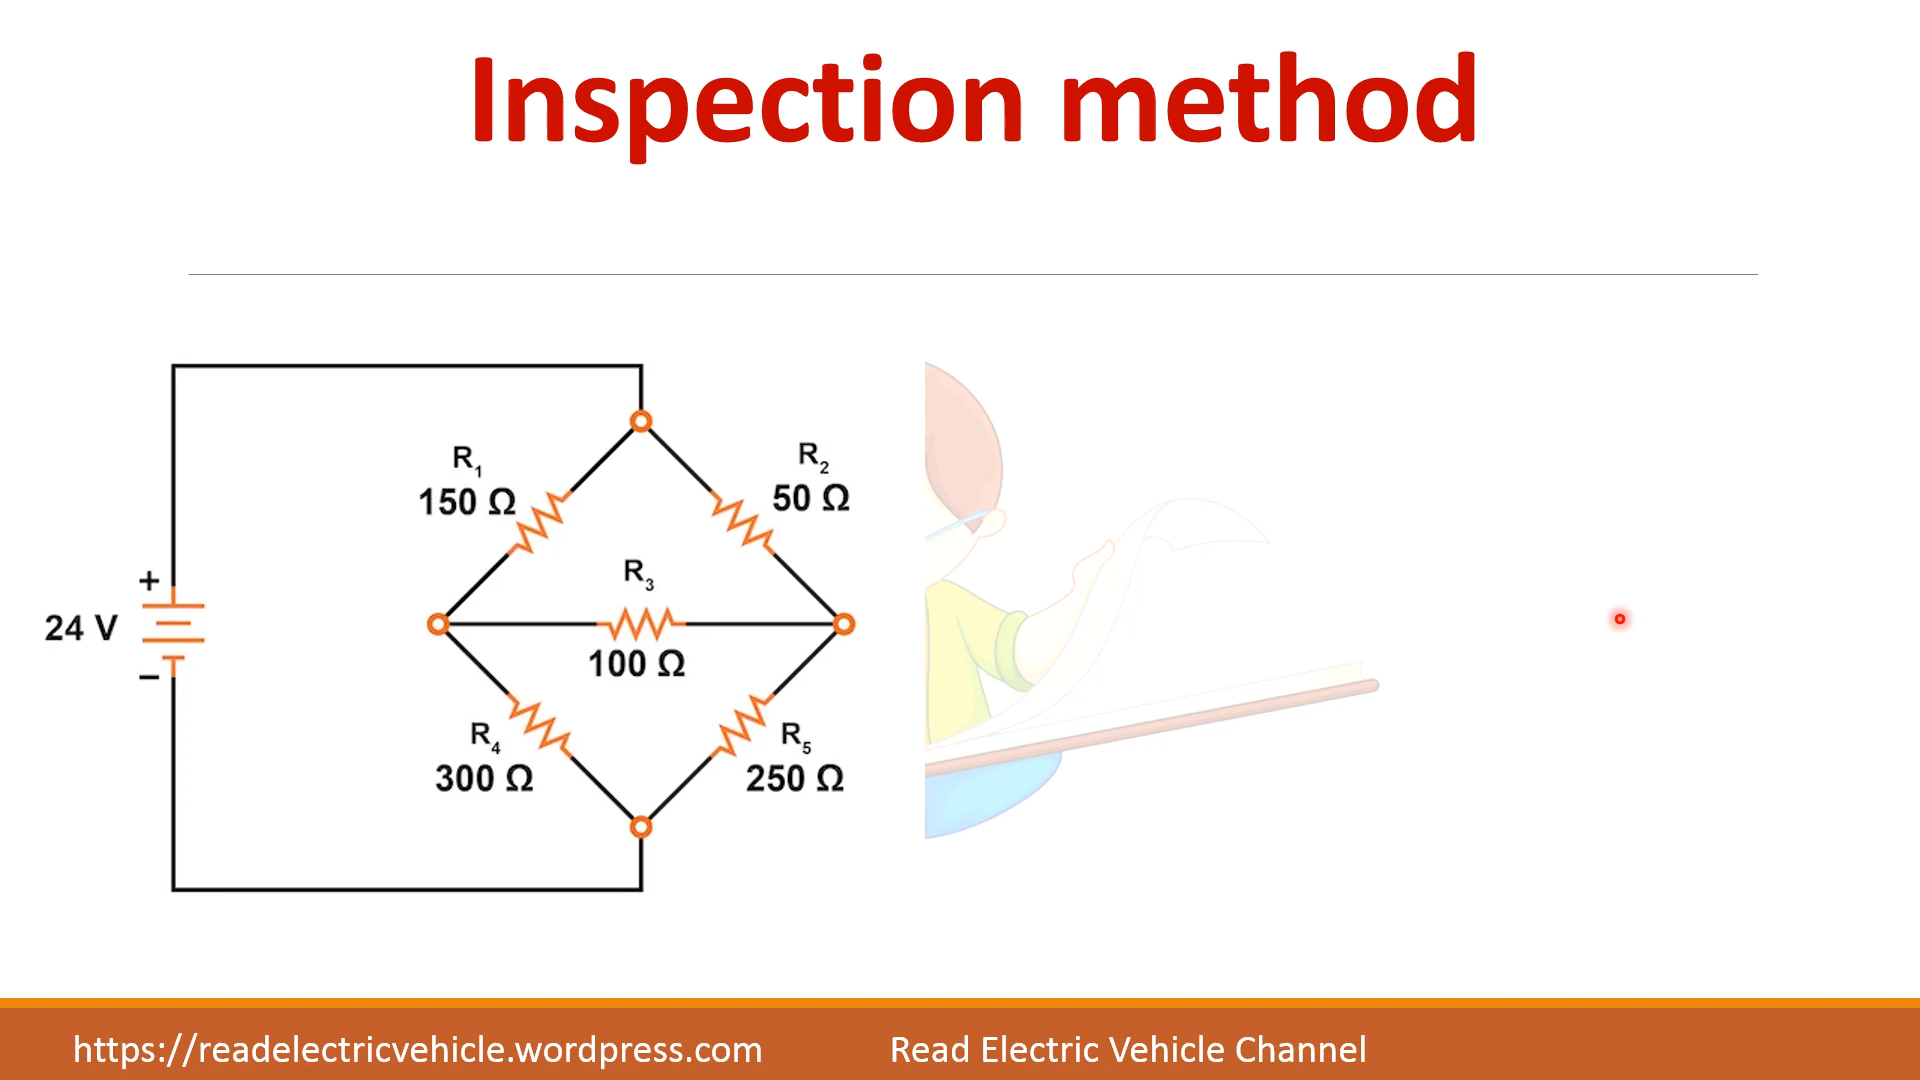 Inspection method
R1
150 Ω
R2
50 Ω
R3
100 Ω
+
24 V
−
R4
300 Ω
R5
250 Ω
https://readelectricvehicle.wordpress.com
Read Electric Vehicle Channel